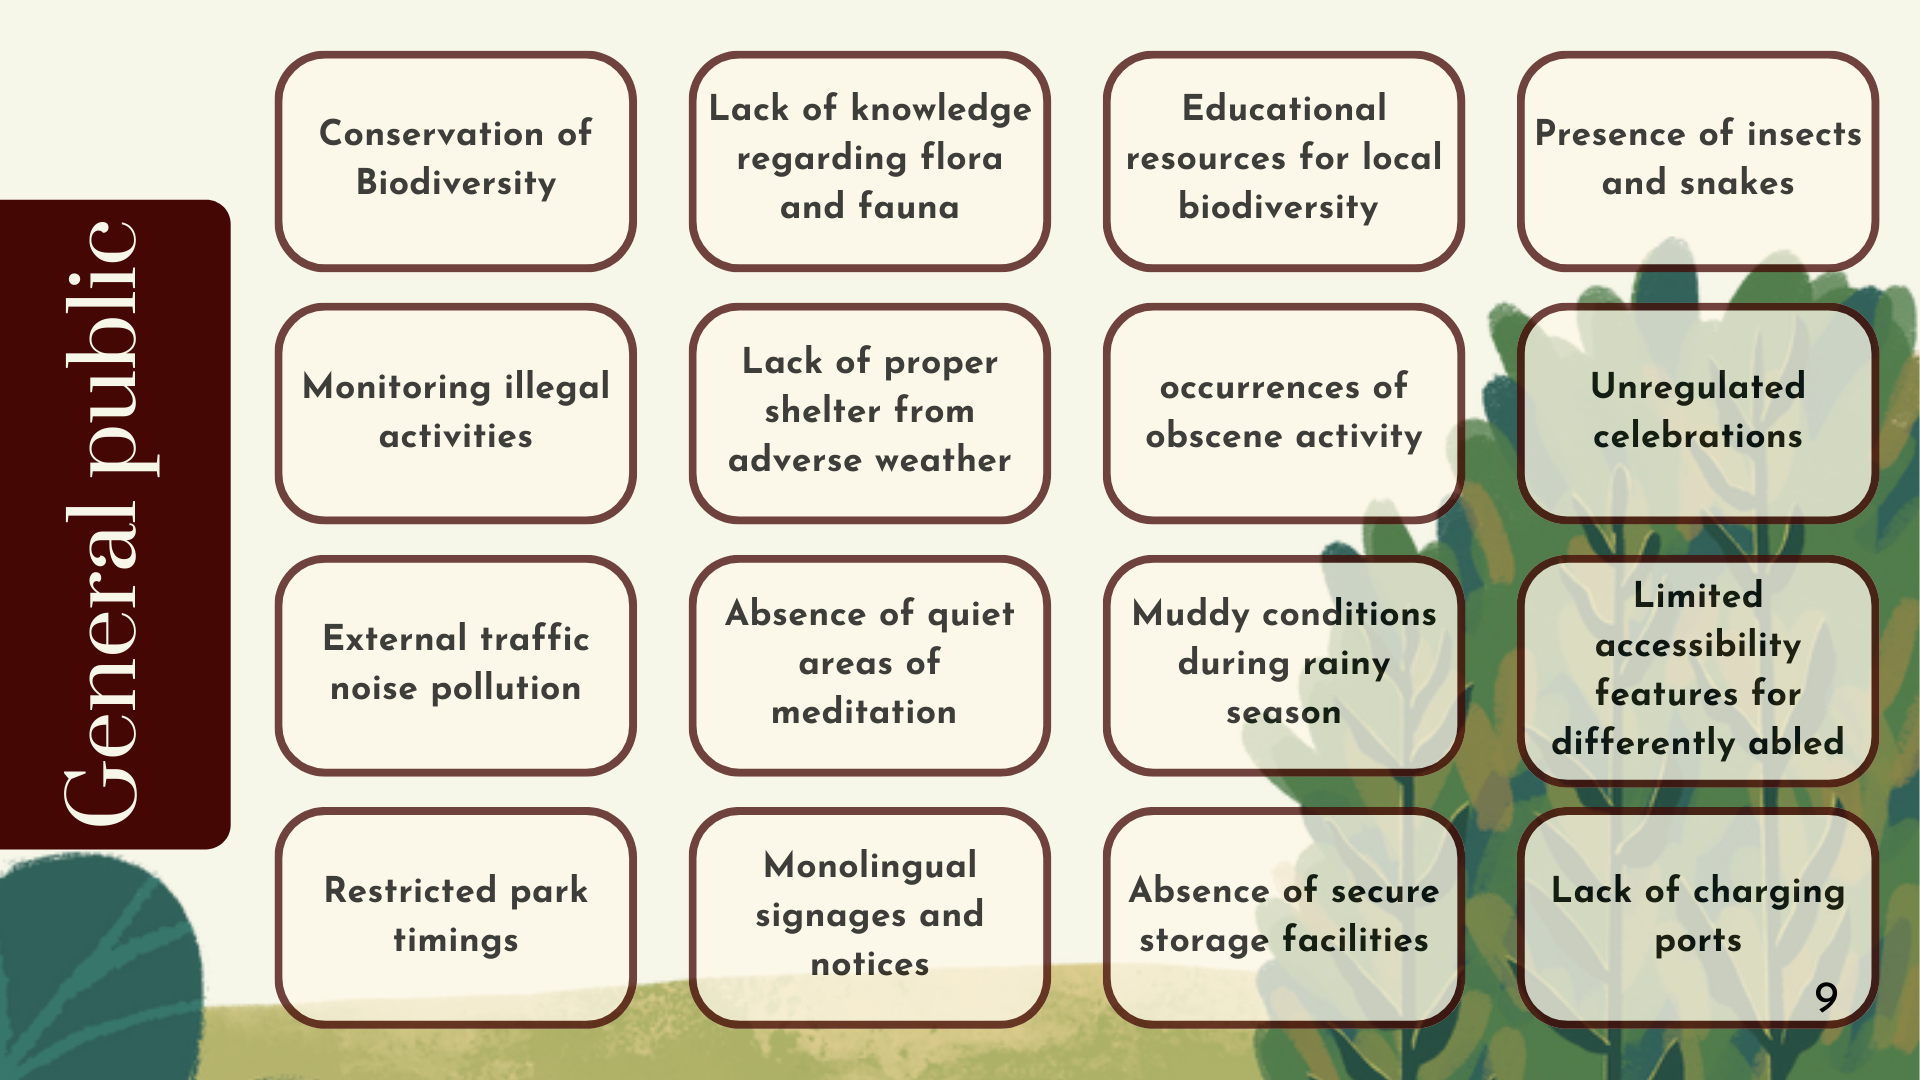 General public
Conservation of
Biodiversity
Lack of knowledge
regarding flora
and fauna
Educational
resources for local
biodiversity
Presence of insects
and snakes
Monitoring illegal
activities
Lack of proper
shelter from
adverse weather
occurrences of
obscene activity
Unregulated
celebrations
External traffic
noise pollution
Absence of quiet
areas of
meditation
Muddy conditions
during rainy
season
Limited
accessibility
features for
differently abled
Restricted park
timings
Monolingual
signages and
notices
Absence of secure
storage facilities
Lack of charging
ports
9